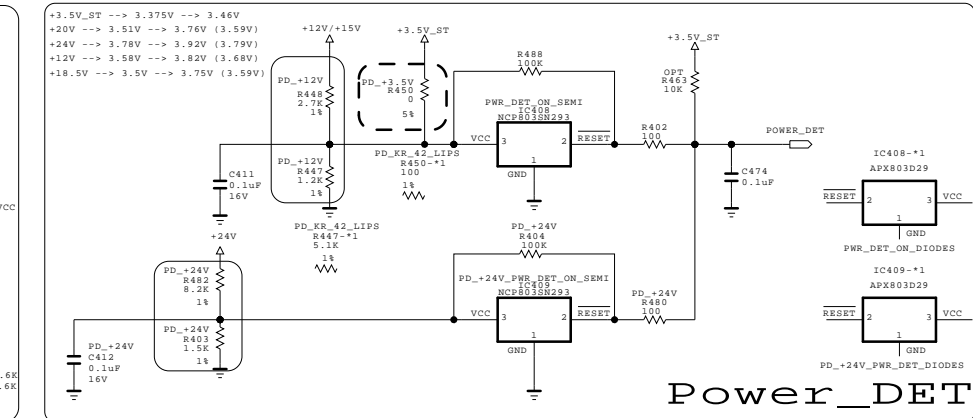 +3.5V_ST --> 3.375V --> 3.46V
+20V --> 3.51V --> 3.76V (3.59V)
+24V --> 3.78V --> 3.92V (3.79V)
+12V --> 3.58V --> 3.82V (3.68V)
+18.5V --> 3.5V --> 3.75V (3.59V)
+12V/+15V
+3.5V_ST
PD_+12V
R448
2.7K
1%
PD_+3.5V
R450
0
5%
R488
100K
PWR_DET_ON_SEMI
IC408
NCP803SN293
VCC
3
2
RESET
1
GND
+3.5V_ST
OPT
R463
10K
R402
100
POWER_DET
C474
0.1uF
PD_+12V
R447
1.2K
1%
C411
0.1uF
16V
PD_KR_42_LIPS
R450-*1
100
1%
PD_KR_42_LIPS
R447-*1
5.1K
1%
IC408-*1
APX803D29
RESET
2
3
VCC
1
GND
PWR_DET_ON_DIODES
+24V
PD_+24V
R482
8.2K
1%
PD_+24V
R403
1.5K
1%
PD_+24V
C412
0.1uF
16V
PD_+24V
R404
100K
PD_+24V_PWR_DET_ON_SEMI
IC409
NCP803SN293
VCC
3
2
RESET
1
GND
PD_+24V
R480
100
IC409-*1
APX803D29
RESET
2
3
VCC
1
GND
PD_+24V_PWR_DET_DIODES
Power_DET
VCC
.6K
.6K